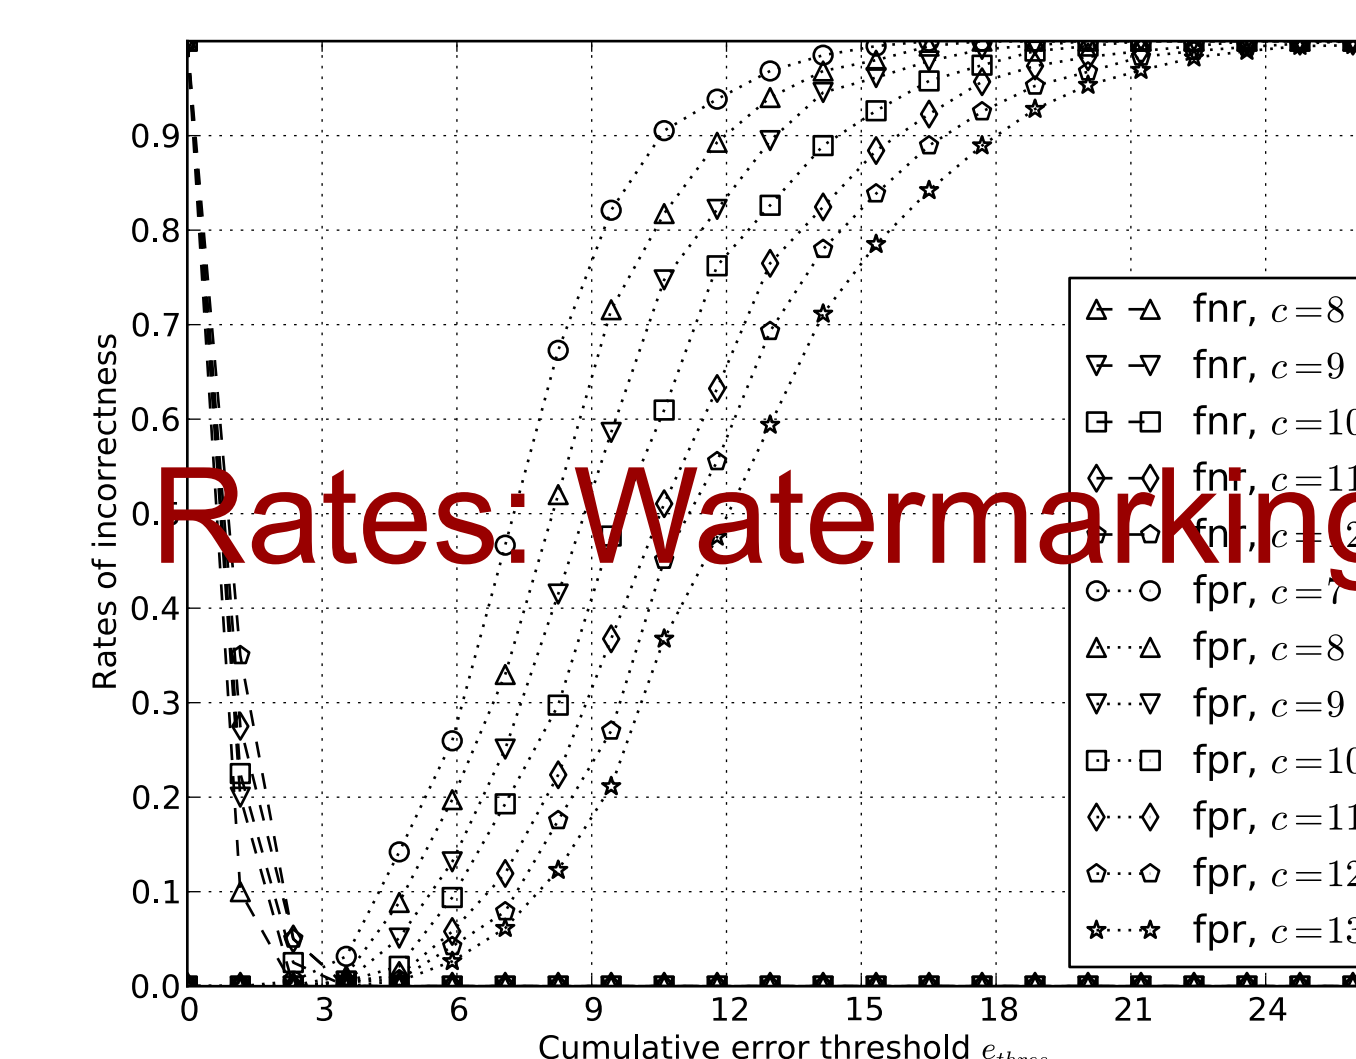 0.9
0.8
0.7
0.6
0.4
0.3
0.2
0.1
0.0
Rates of incorrectness
Rates: Watermarking
fnr, c=8
fnr, c=9
fnr, c=10
fnr, c=11
fnr, c=12
fpr, c=7
fpr, c=8
fpr, c=9
fpr, c=10
fpr, c=11
fpr, c=12
fpr, c=13
0 3 6 9 12 15 18 21 24
Cumulative error threshold e_thres